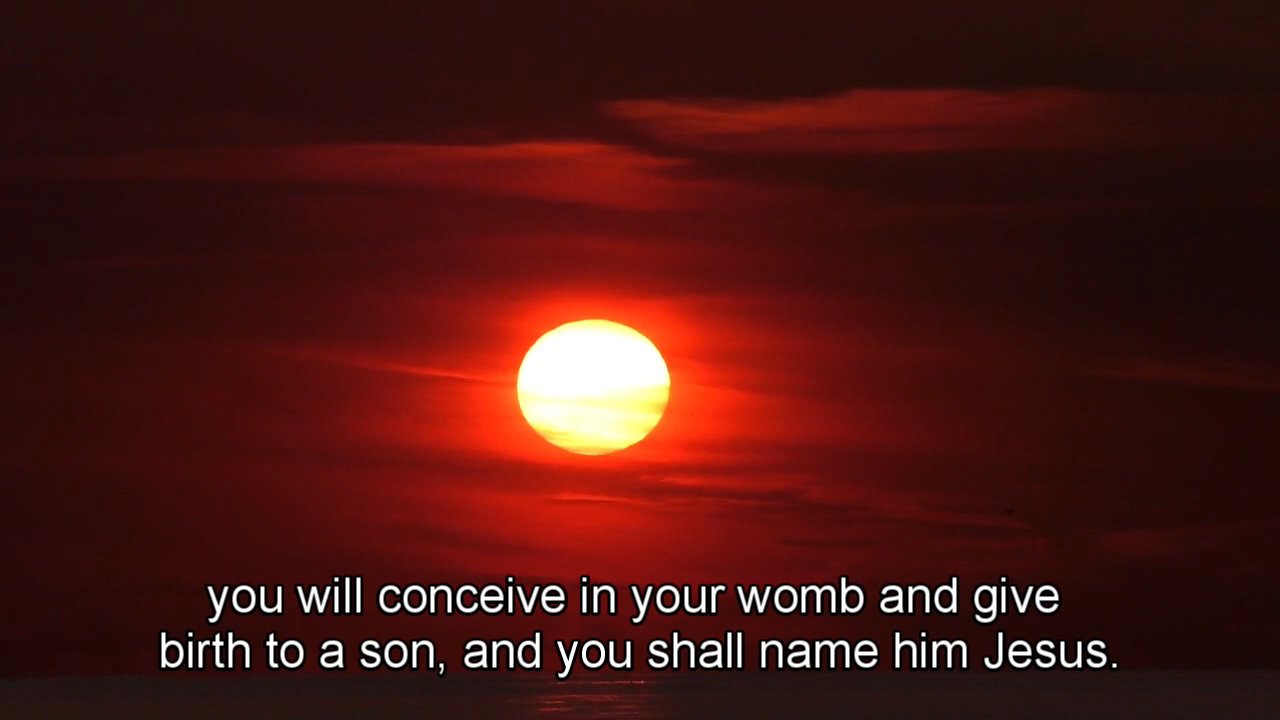 you will conceive in your womb and give
birth to a son, and you shall name him Jesus.